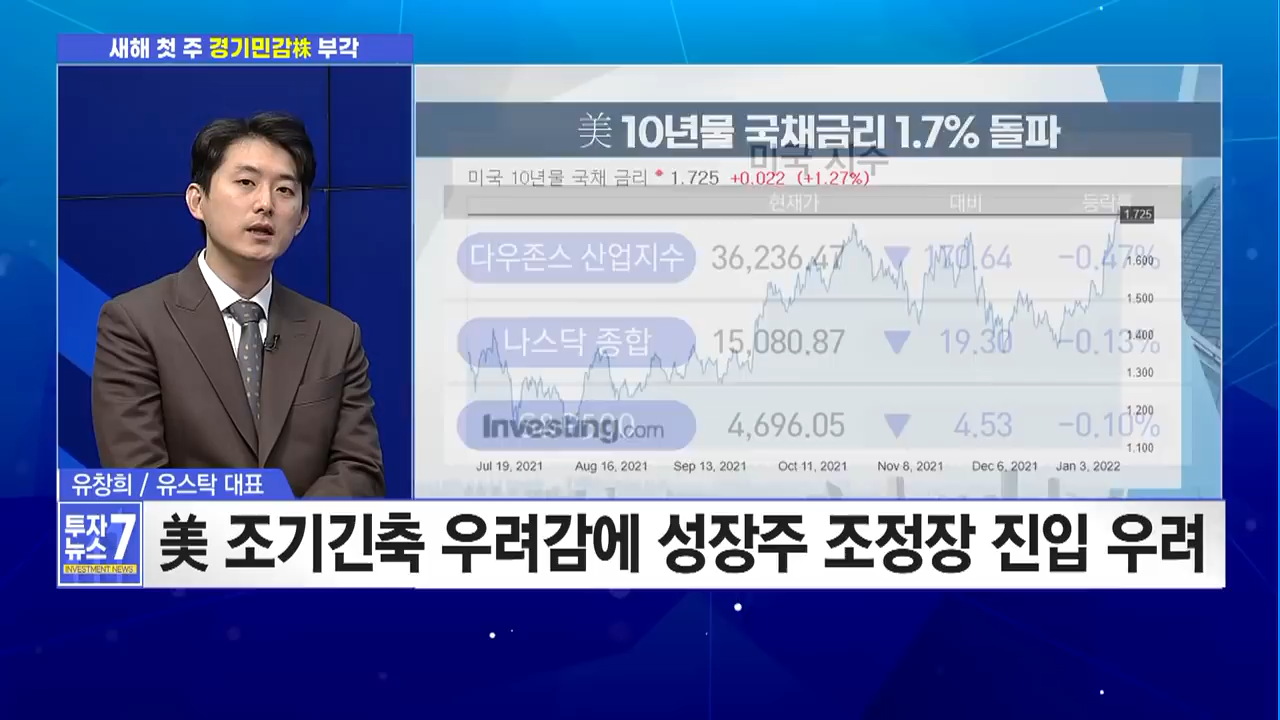 새해 첫 주 경기민감株 부각
美 10년물 국채금리 1.7% 돌파
미국 지수
미국 10년물 국채 금리 1.725 +0.022 (+1.27%)
현재가 대비 등락률
1.725
다우존스 산업지수 36,236.47 ▼ 170.64 -0.47%
1.600
1.500
나스닥 종합 15,080.87 ▼ 19.30 -0.13%
1.400
1.300
S&P500 4,696.05 ▼ 4.53 -0.10%
1.200
1.100
Investing.com
Jul 19, 2021 Aug 16, 2021 Sep 13, 2021 Oct 11, 2021 Nov 8, 2021 Dec 6, 2021 Jan 3, 2022
유창희 / 유스탁 대표
투자
뉴스7
INVESTMENT NEWS
美 조기긴축 우려감에 성장주 조정장 진입 우려